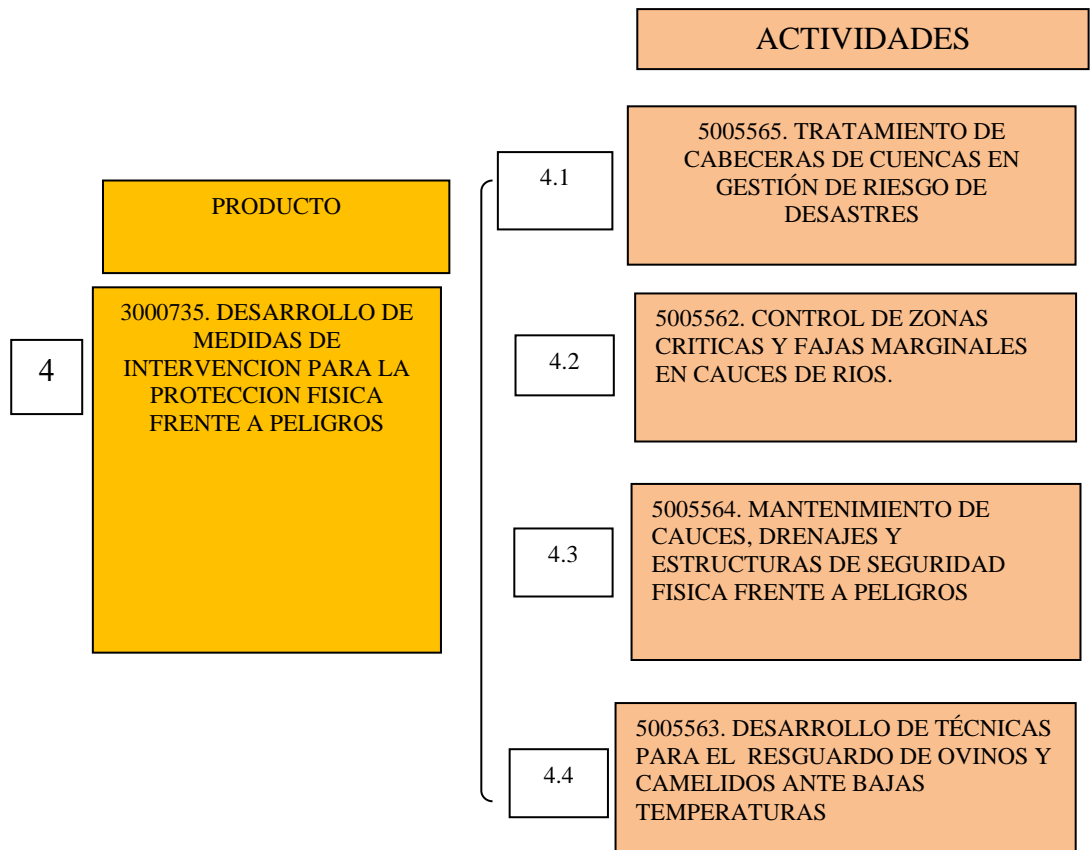 ACTIVIDADES
PRODUCTO
4
3000735. DESARROLLO DE
MEDIDAS DE
INTERVENCION PARA LA
PROTECCION FISICA
FRENTE A PELIGROS
4.1
5005565. TRATAMIENTO DE
CABECERAS DE CUENCAS EN
GESTIÓN DE RIESGO DE
DESASTRES
4.2
5005562. CONTROL DE ZONAS
CRITICAS Y FAJAS MARGINALES
EN CAUCES DE RIOS.
4.3
5005564. MANTENIMIENTO DE
CAUCES, DRENAJES Y
ESTRUCTURAS DE SEGURIDAD
FISICA FRENTE A PELIGROS
4.4
5005563. DESARROLLO DE TÉCNICAS
PARA EL RESGUARDO DE OVINOS Y
CAMELIDOS ANTE BAJAS
TEMPERATURAS